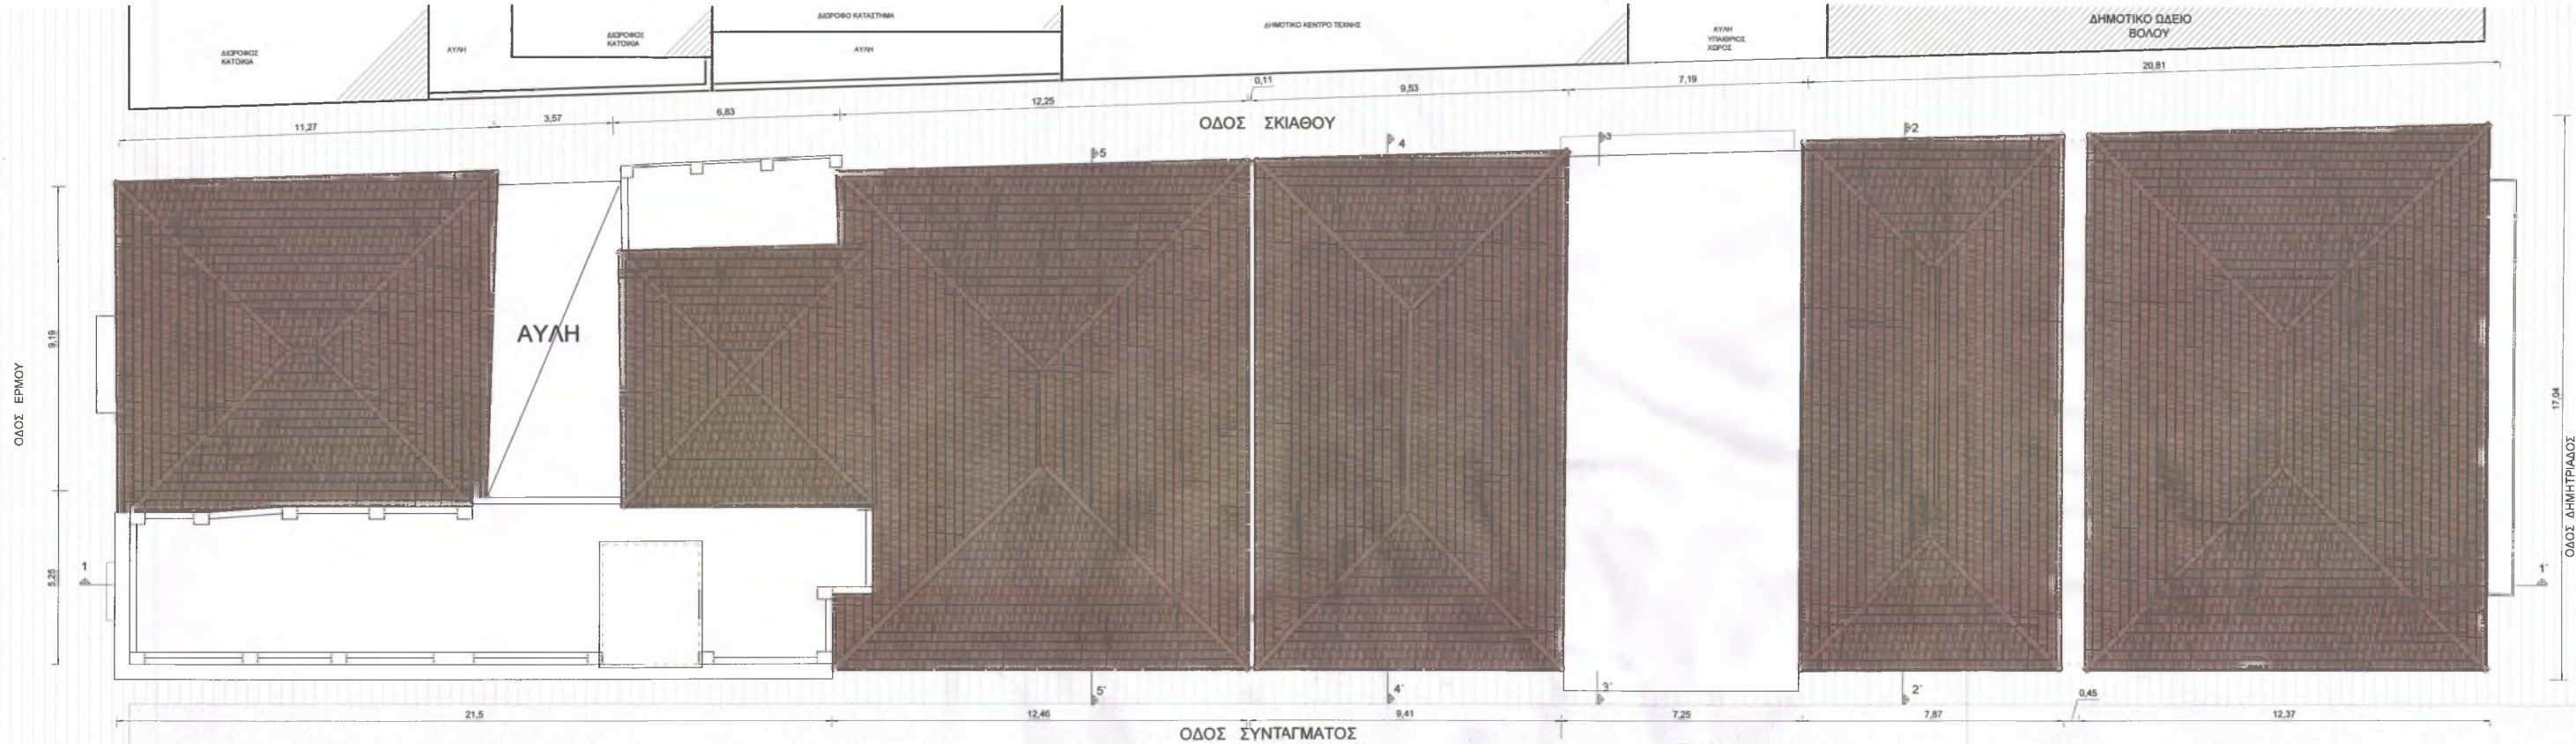 ΔΙΩΡΟΦΟΣ
ΚΑΤΟΙΚΙΑ
ΑΥΛΗ
ΔΙΩΡΟΦΟΣ
ΚΑΤΟΙΚΙΑ
ΔΙΩΡΟΦΟ ΚΑΤΑΣΤΗΜΑ
ΑΥΛΗ
ΔΗΜΟΤΙΚΟ ΚΕΝΤΡΟ ΤΕΧΝΗΣ
ΑΥΛΗ
ΥΠΑΙΘΡΙΟΣ
ΧΩΡΟΣ
ΔΗΜΟΤΙΚΟ ΩΔΕΙΟ
ΒΟΛΟΥ
11,27
3,57
6,83
12,25
0,11
9,53
7,19
20,81
ΟΔΟΣ ΣΚΙΑΘΟΥ
5
4
3
2
ΑΥΛΗ
ΟΔΟΣ ΕΡΜΟΥ
9,19
5,25
1
17,04
ΟΔΟΣ ΔΗΜΗΤΡΙΑΔΟΣ
1΄
5΄
4΄
3΄
2΄
21,5
12,46
9,41
7,25
7,87
0,45
12,37
ΟΔΟΣ ΣΥΝΤΑΓΜΑΤΟΣ